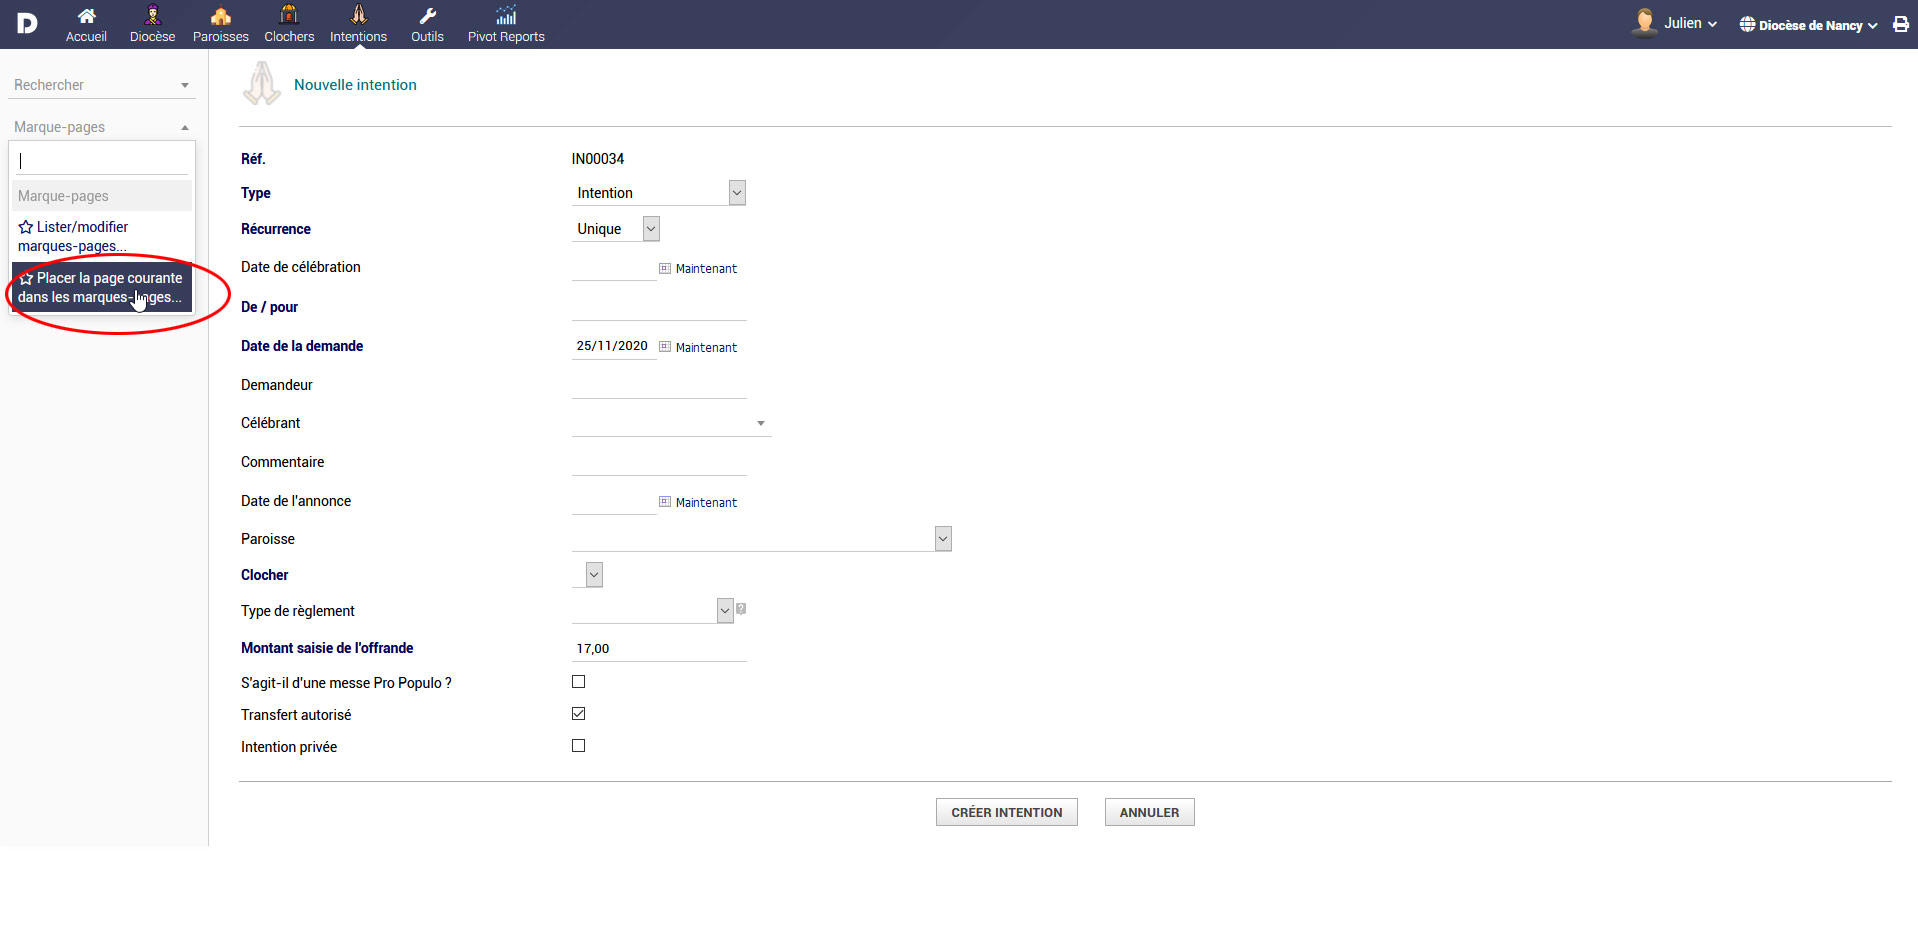 D
Accueil Diocèse Paroisses Clochers Intentions Outils Pivot Reports
Julien Diocèse de Nancy
Rechercher
Marque-pages
Marque-pages
Lister/modifier
marques-pages...
Placer la page courante
dans les marques-pages...
Nouvelle intention
Réf. IN00034
Type Intention
Récurrence Unique
Date de célébration Maintenant
De / pour
Date de la demande 25/11/2020 Maintenant
Demandeur
Célébrant
Commentaire
Date de l'annonce Maintenant
Paroisse
Clocher
Type de règlement ?
Montant saisie de l'offrande 17,00
S'agit-il d'une messe Pro Populo ?
Transfert autorisé
Intention privée
CRÉER INTENTION ANNULER